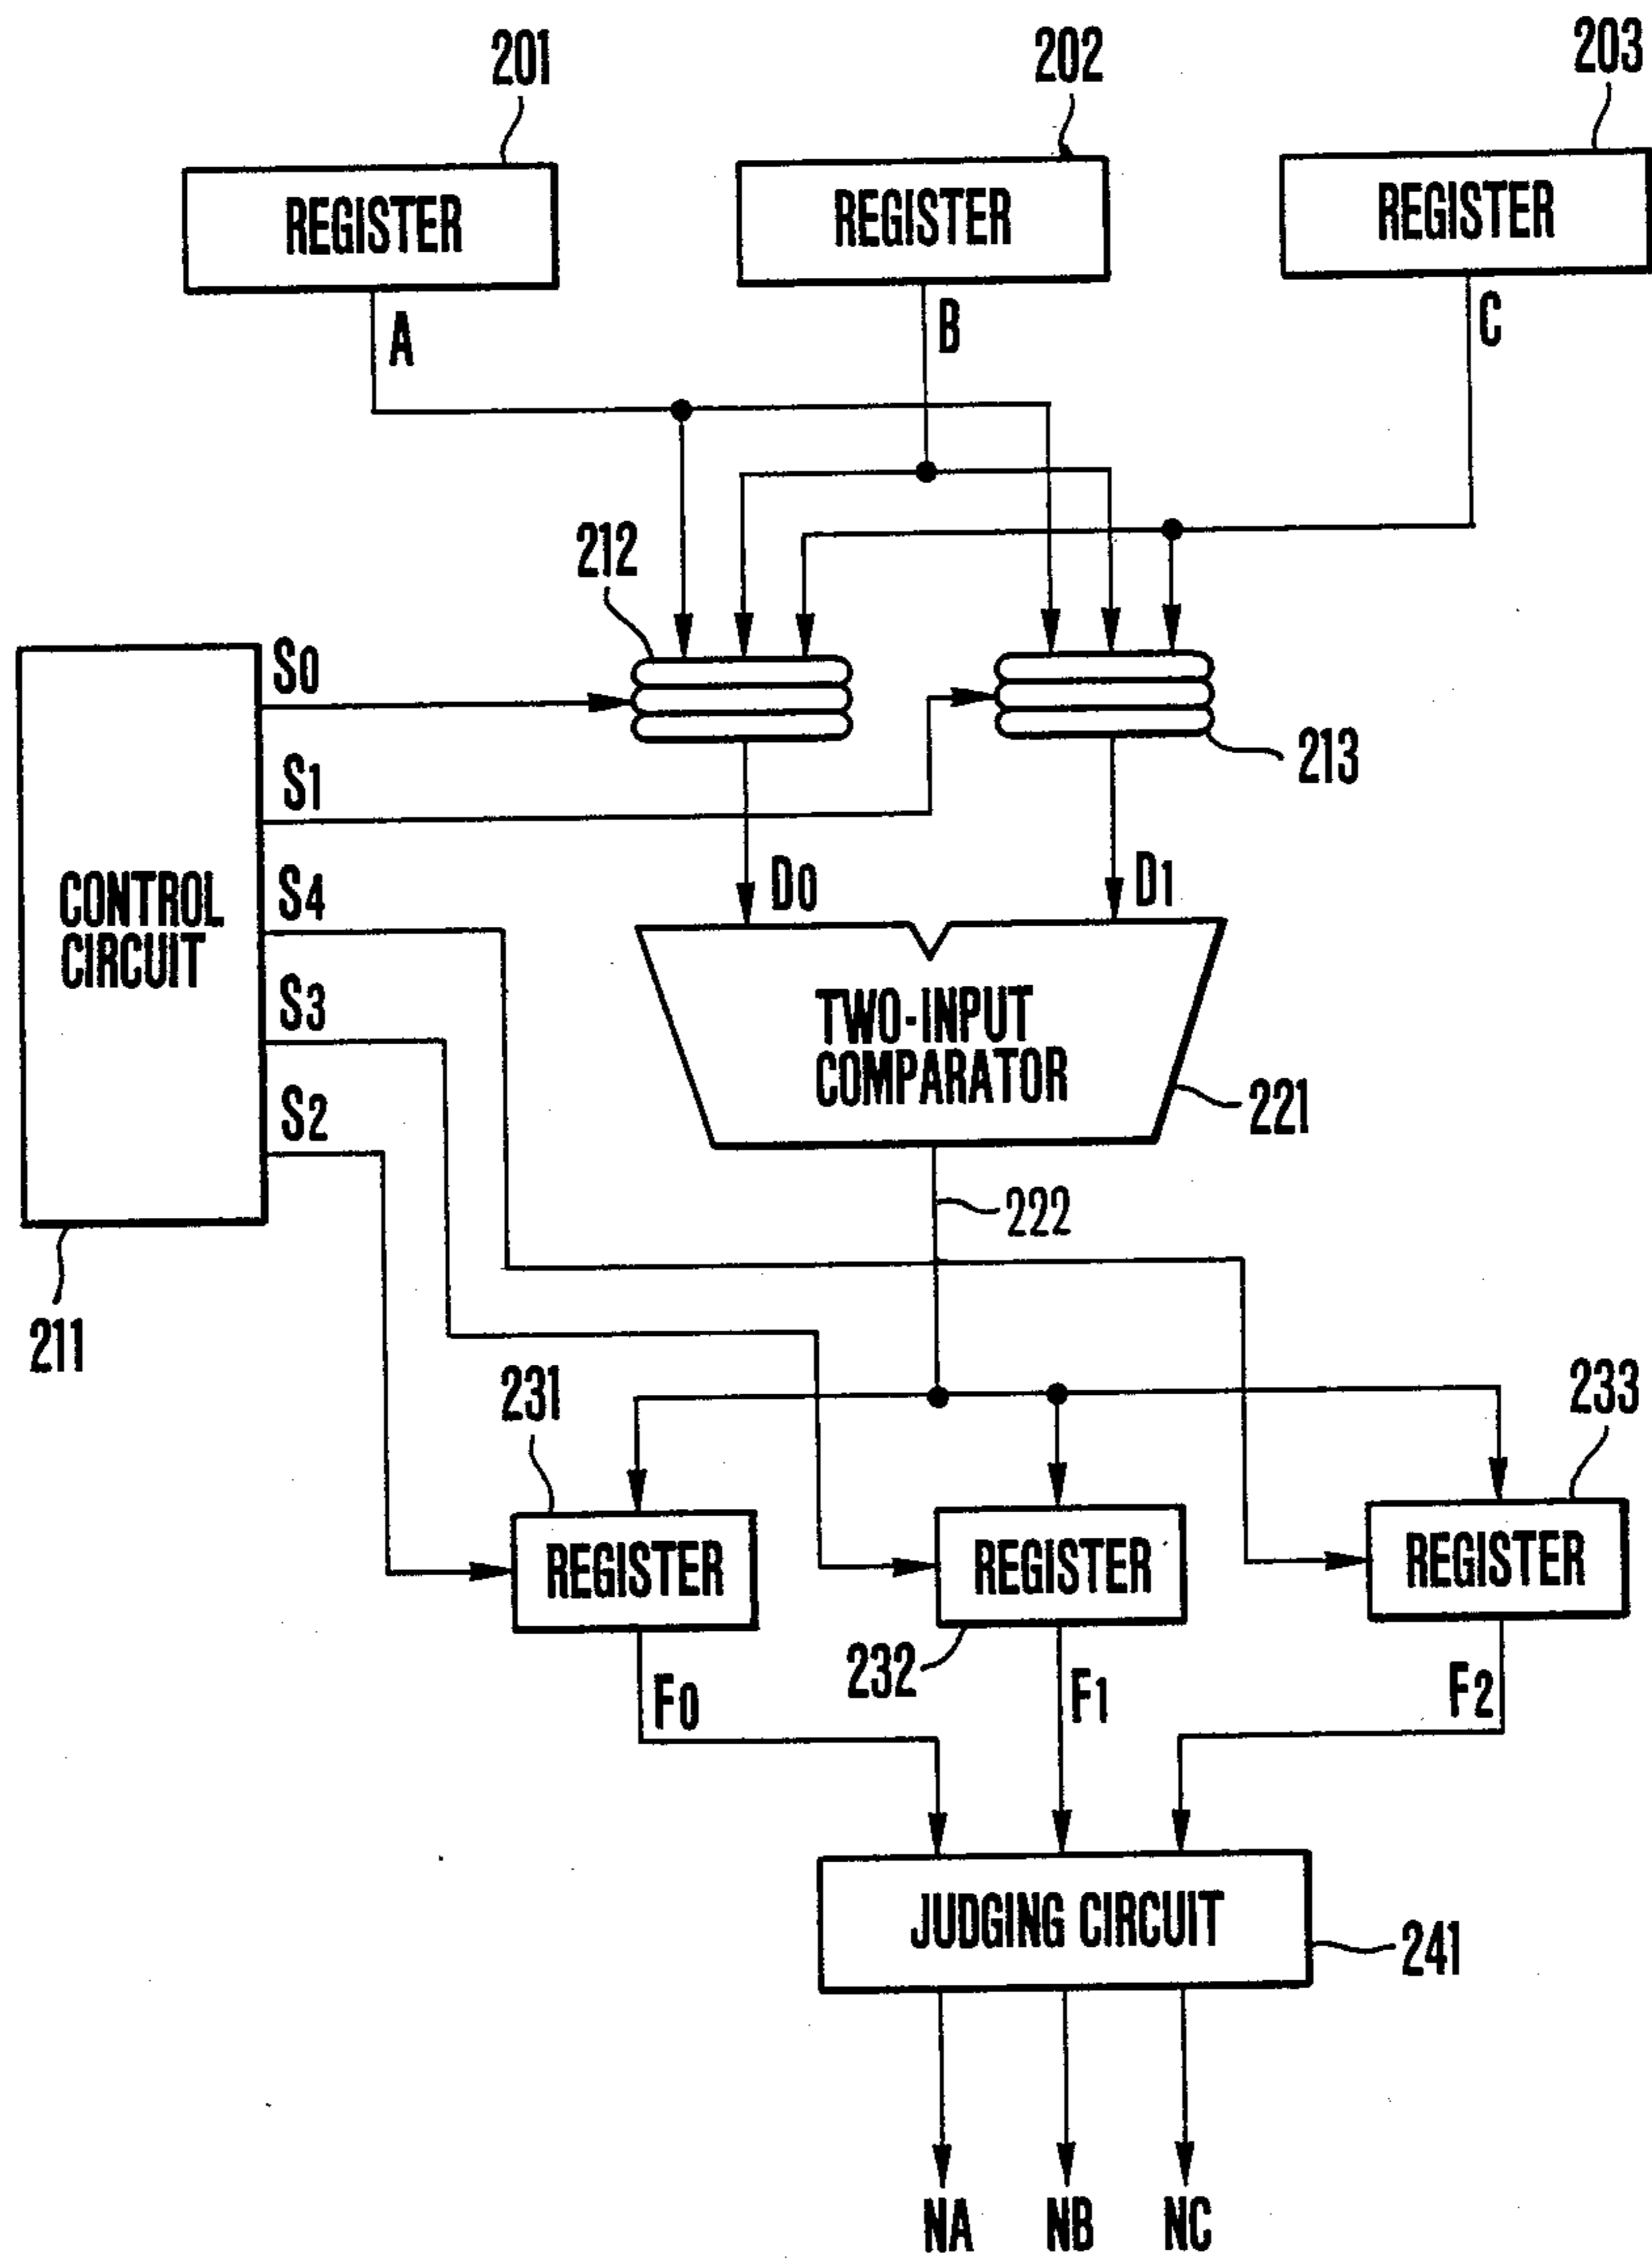 201
202
203
REGISTER
REGISTER
REGISTER
A
B
C
212
S0
S1
213
D0
D1
S4
CONTROL
CIRCUIT
S3
TWO-INPUT
COMPARATOR
S2
221
222
211
231
233
REGISTER
REGISTER
REGISTER
232
F0
F1
F2
JUDGING CIRCUIT
241
NA
NB
NC